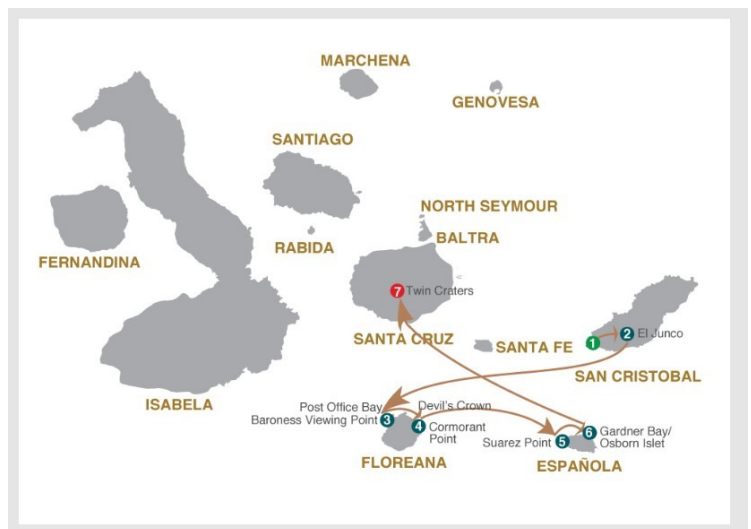 MARCHENA
GENOVESA
SANTIAGO
NORTH SEYMOUR
BALTRA
RABIDA
FERNANDINA
7 Twin Craters
SANTA CRUZ
1
2 El Junco
SANTA FE
SAN CRISTOBAL
ISABELA
Post Office Bay
Baroness Viewing Point 3
Devil's Crown
4 Cormorant
Point
FLOREANA
Suarez Point 5
6 Gardner Bay/
Osborn Islet
ESPAÑOLA